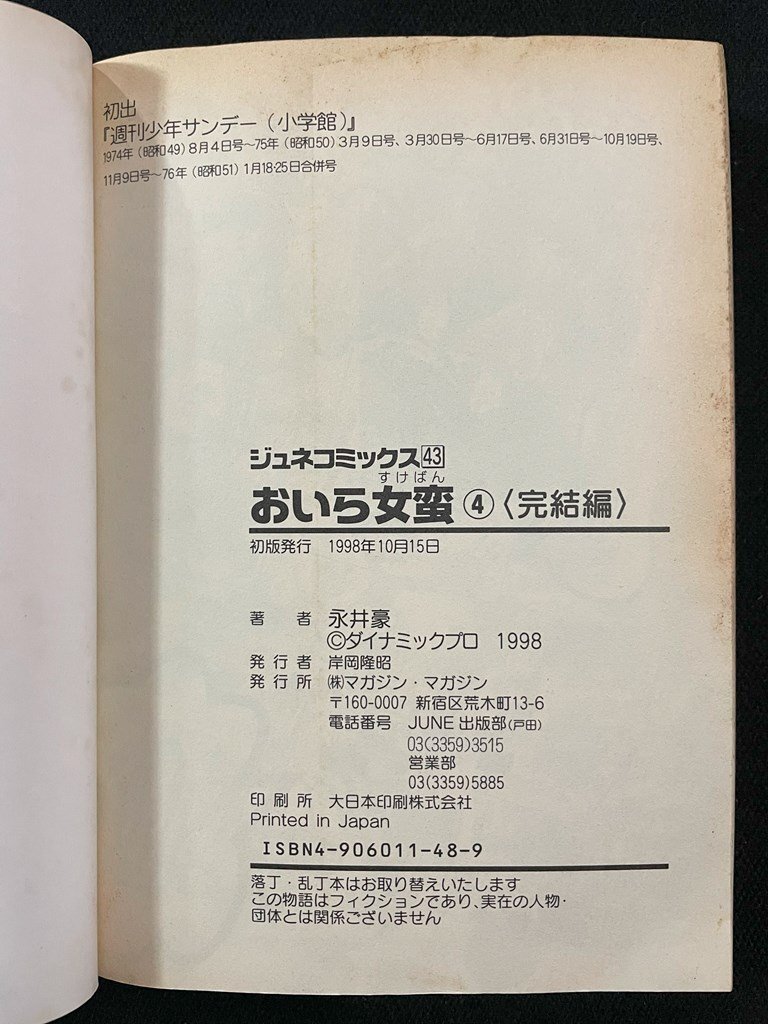 初出
『週刊少年サンデー（小学館）』
1974年（昭和49）8月4日号〜75年（昭和50）3月9日号、3月30日号〜6月17日号、6月31日号〜10月19日号、
11月9日号〜76年（昭和51）1月18・25日合併号
ジュネコミックス43
すけばん
おいら女蛮④〈完結編〉
初版発行 1998年10月15日
著者 永井豪
©ダイナミックプロ 1998
発行者 岸岡隆昭
発行所 ㈱マガジン・マガジン
〒160-0007 新宿区荒木町13-6
電話番号 JUNE出版部(戸田)
03(3359)3515
営業部
03(3359)5885
印刷所 大日本印刷株式会社
Printed in Japan
ISBN4-906011-48-9
落丁・乱丁本はお取り替えいたします
この物語はフィクションであり、実在の人物・
団体とは関係ございません